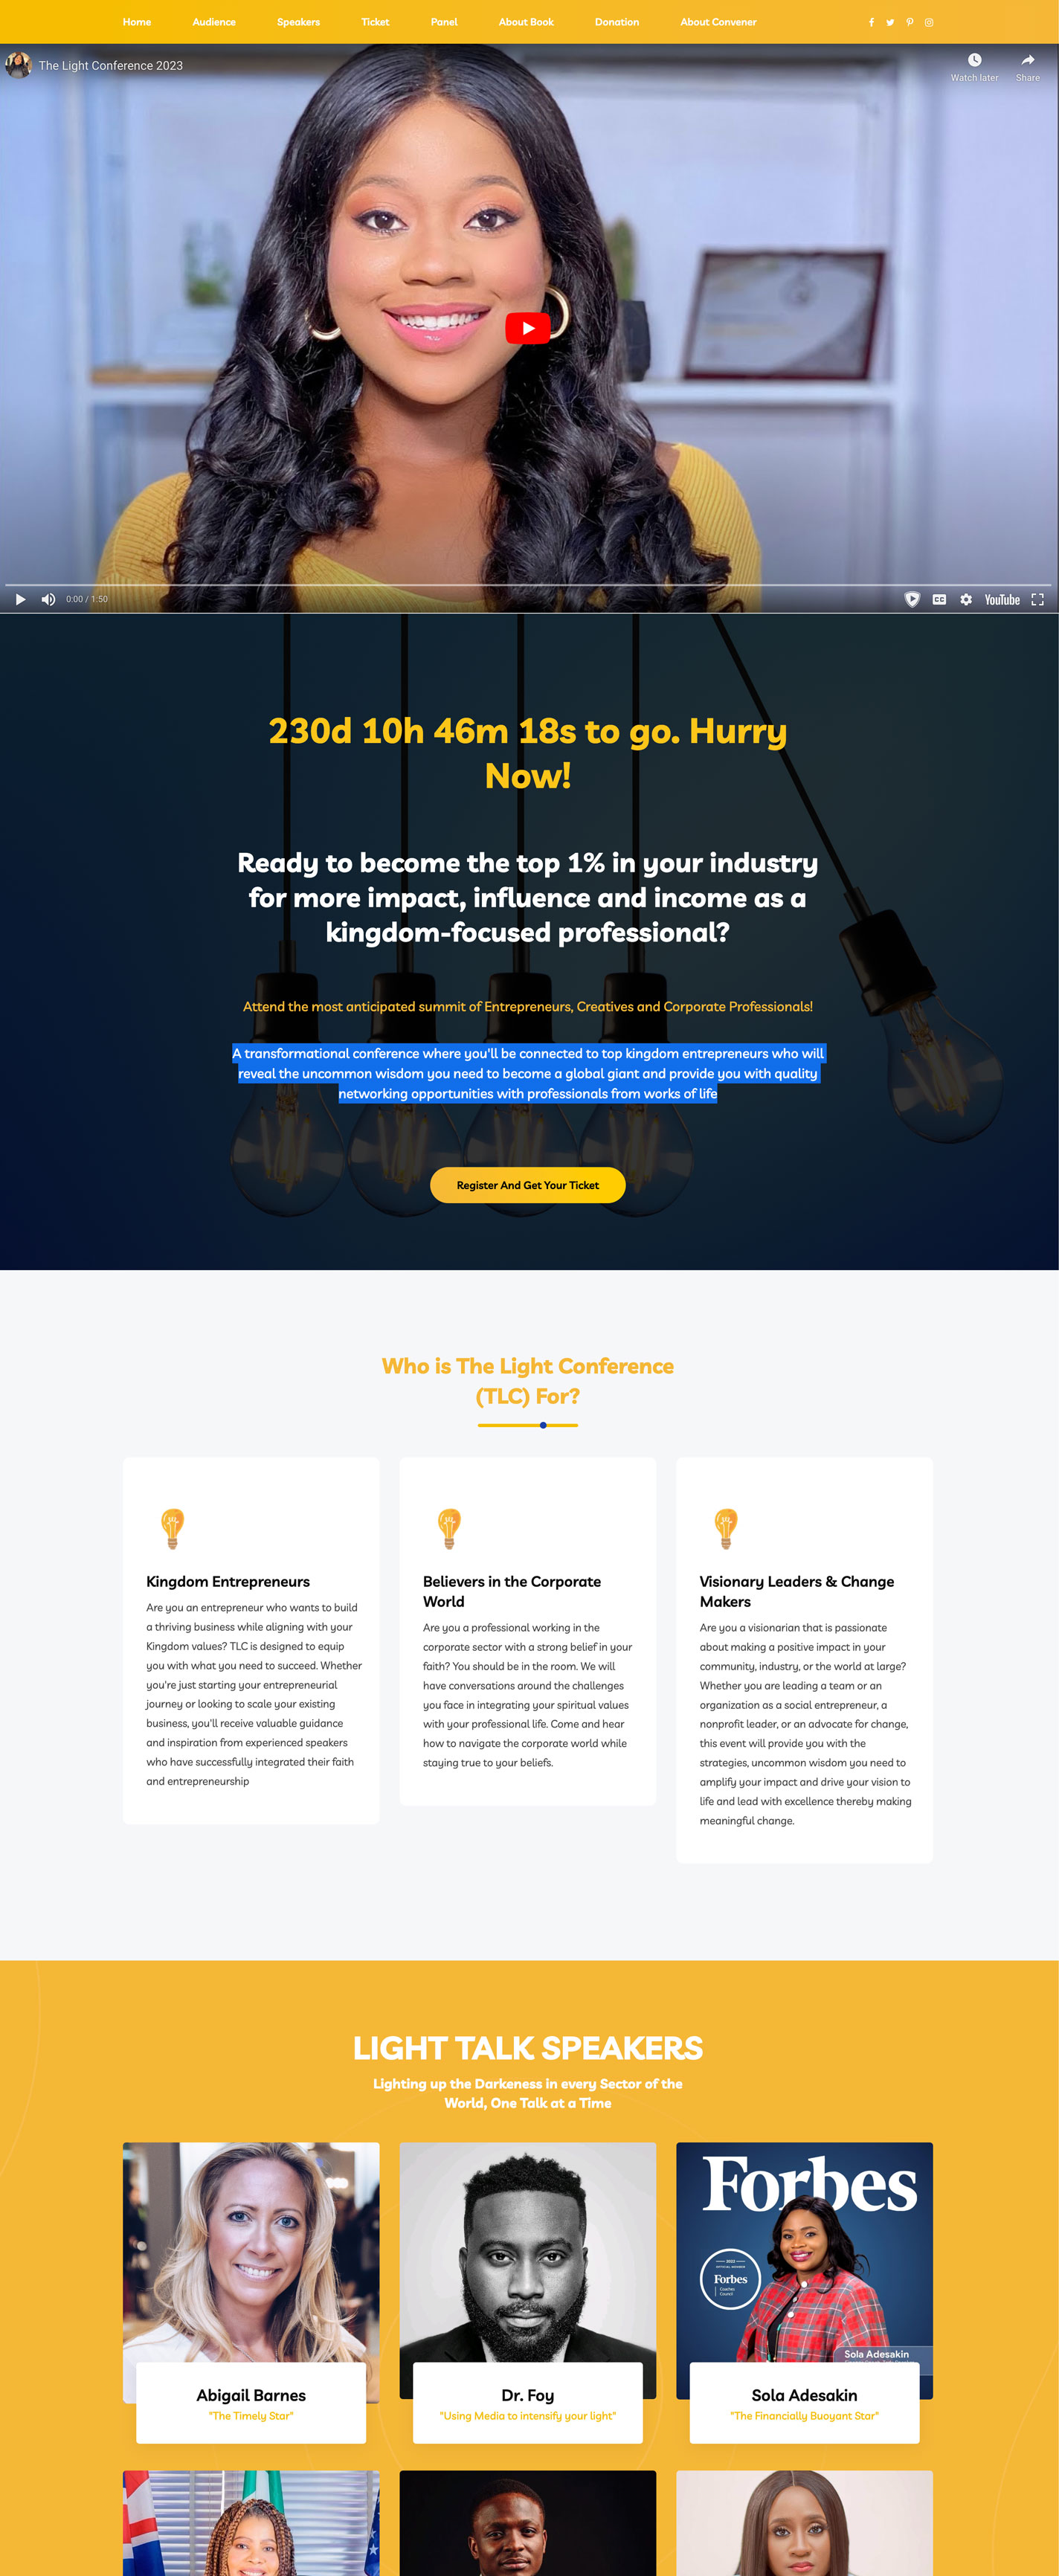 Home Audience Speakers Ticket Panel About Book Donation About Convener
The Light Conference 2023
Watch later Share
0:00 / 1:50
CC YouTube
230d 10h 46m 18s to go. Hurry
Now!
Ready to become the top 1% in your industry
for more impact, influence and income as a
kingdom-focused professional?
Attend the most anticipated summit of Entrepreneurs, Creatives and Corporate Professionals!
A transformational conference where you'll be connected to top kingdom entrepreneurs who will
reveal the uncommon wisdom you need to become a global giant and provide you with quality
networking opportunities with professionals from works of life
Register And Get Your Ticket
Who is The Light Conference
(TLC) For?
Kingdom Entrepreneurs
Are you an entrepreneur who wants to build
a thriving business while aligning with your
Kingdom values? TLC is designed to equip
you with what you need to succeed. Whether
you're just starting your entrepreneurial
journey or looking to scale your existing
business, you'll receive valuable guidance
and inspiration from experienced speakers
who have successfully integrated their faith
and entrepreneurship
Believers in the Corporate
World
Are you a professional working in the
corporate sector with a strong belief in your
faith? You should be in the room. We will
have conversations around the challenges
you face in integrating your spiritual values
with your professional life. Come and hear
how to navigate the corporate world while
staying true to your beliefs.
Visionary Leaders & Change
Makers
Are you a visionarian that is passionate
about making a positive impact in your
community, industry, or the world at large?
Whether you are leading a team or an
organization as a social entrepreneur, a
nonprofit leader, or an advocate for change,
this event will provide you with the
strategies, uncommon wisdom you need to
amplify your impact and drive your vision to
life and lead with excellence thereby making
meaningful change.
LIGHT TALK SPEAKERS
Lighting up the Darkeness in every Sector of the
World, One Talk at a Time
Abigail Barnes
"The Timely Star"
Dr. Foy
"Using Media to intensify your light"
Forbes
Forbes
Coaches
Council
Sola Adesakin
Sola Adesakin
"The Financially Buoyant Star"